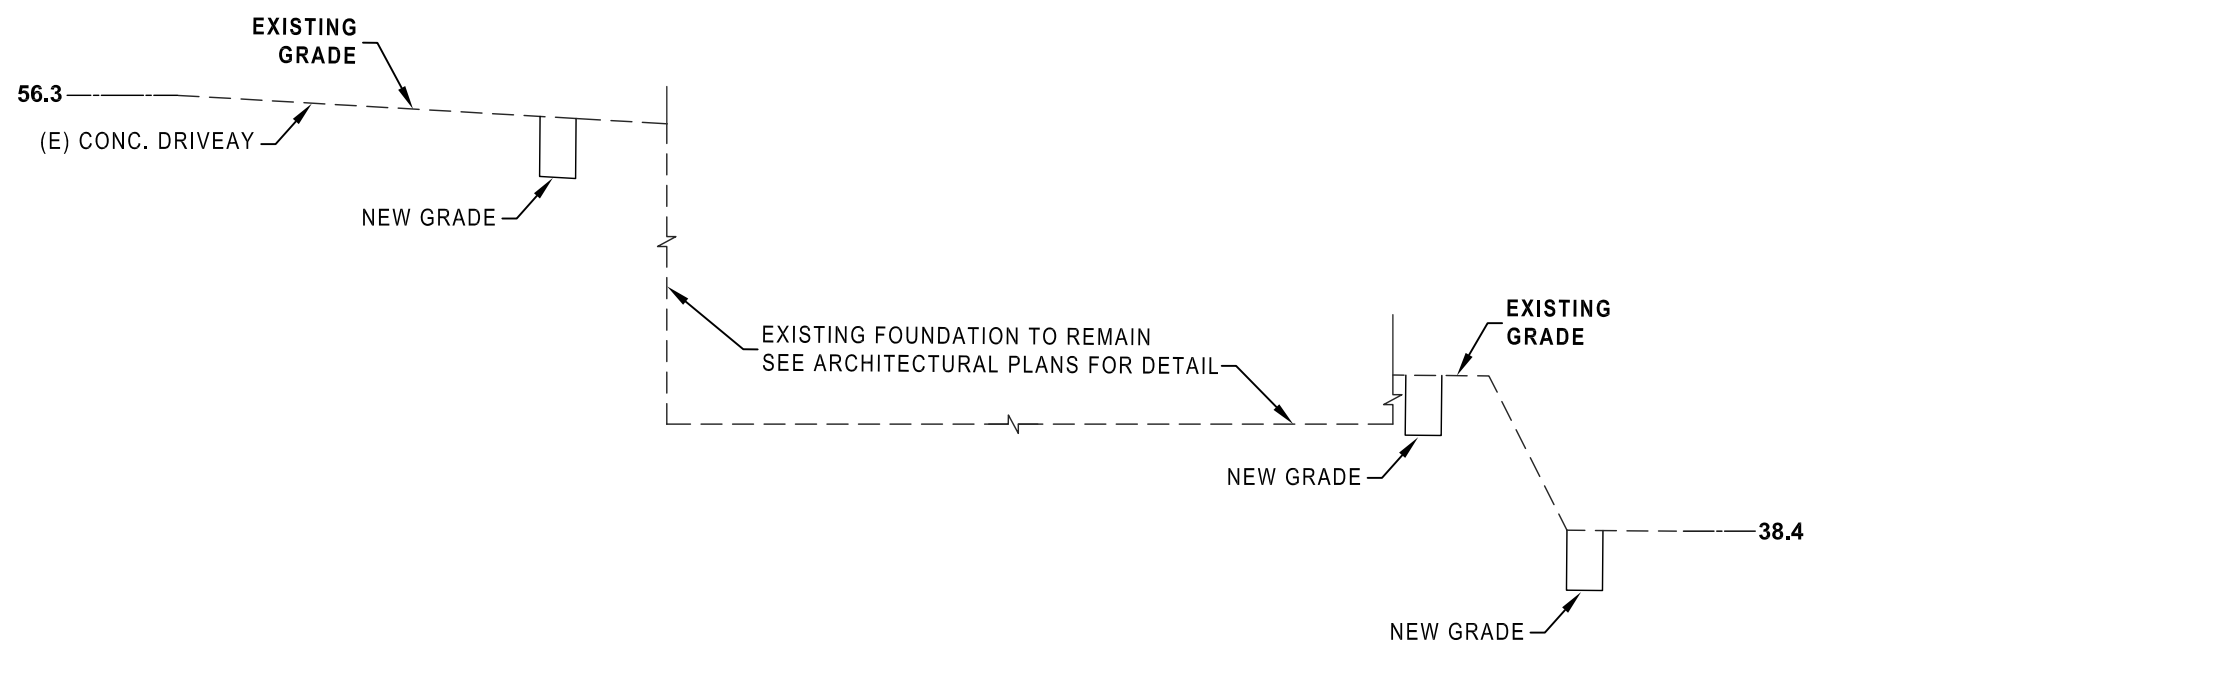 EXISTING
GRADE
56.3
(E) CONC. DRIVEAY
NEW GRADE
EXISTING FOUNDATION TO REMAIN
SEE ARCHITECTURAL PLANS FOR DETAIL
EXISTING
GRADE
NEW GRADE
38.4
NEW GRADE